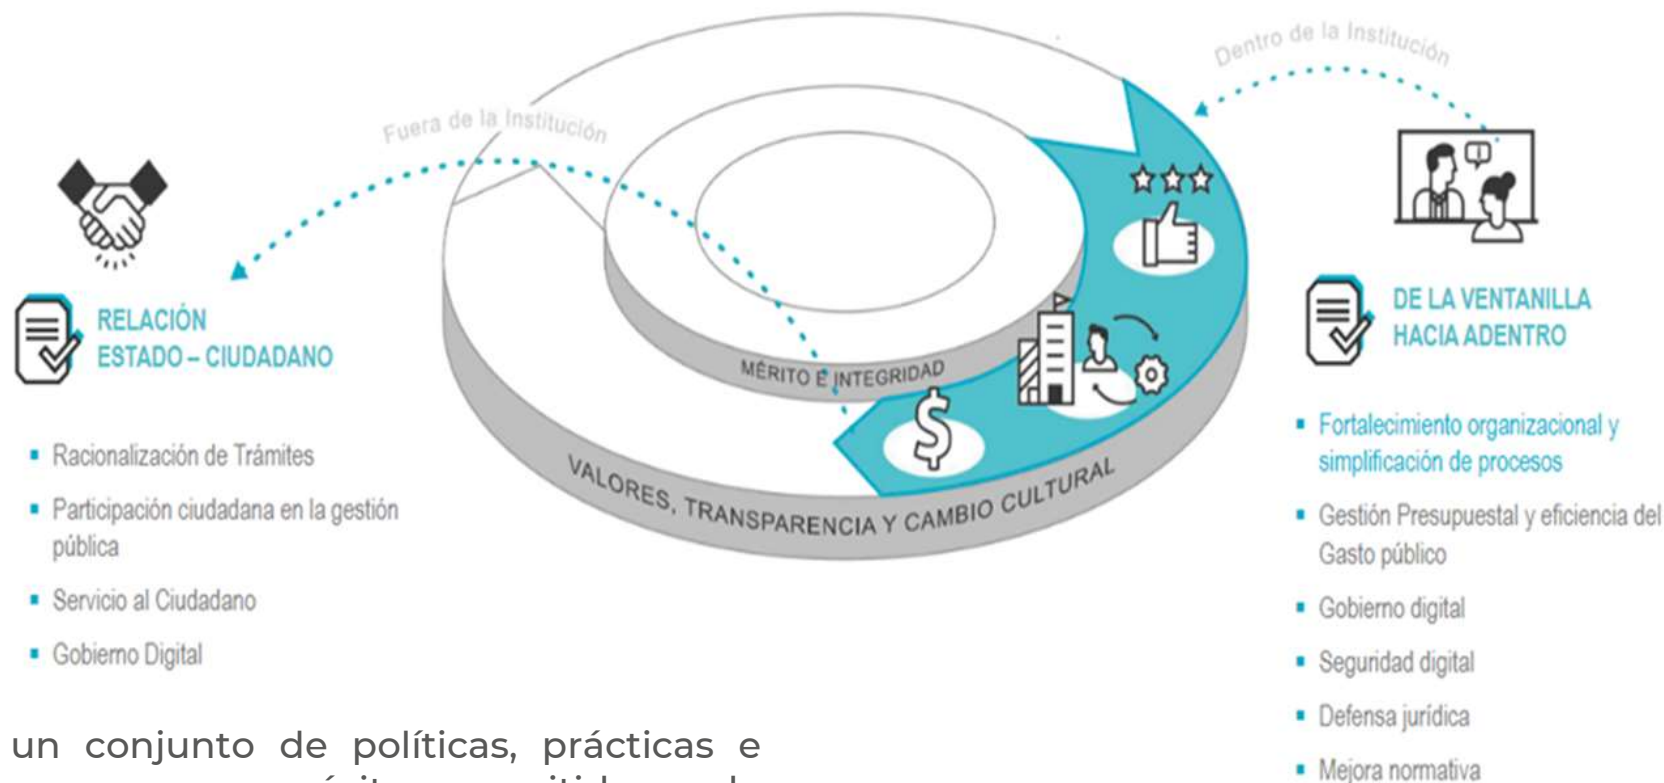 Fuera de la Institución
Dentro de la Institución
RELACIÓN
ESTADO – CIUDADANO
▪ Racionalización de Trámites
▪ Participación ciudadana en la gestión
pública
▪ Servicio al Ciudadano
▪ Gobierno Digital
MÉRITO E INTEGRIDAD
$
VALORES, TRANSPARENCIA Y CAMBIO CULTURAL
DE LA VENTANILLA
HACIA ADENTRO
▪ Fortalecimiento organizacional y
simplificación de procesos
▪ Gestión Presupuestal y eficiencia del
Gasto público
▪ Gobierno digital
▪ Seguridad digital
▪ Defensa jurídica
▪ Mejora normativa
un conjunto de políticas, prácticas e